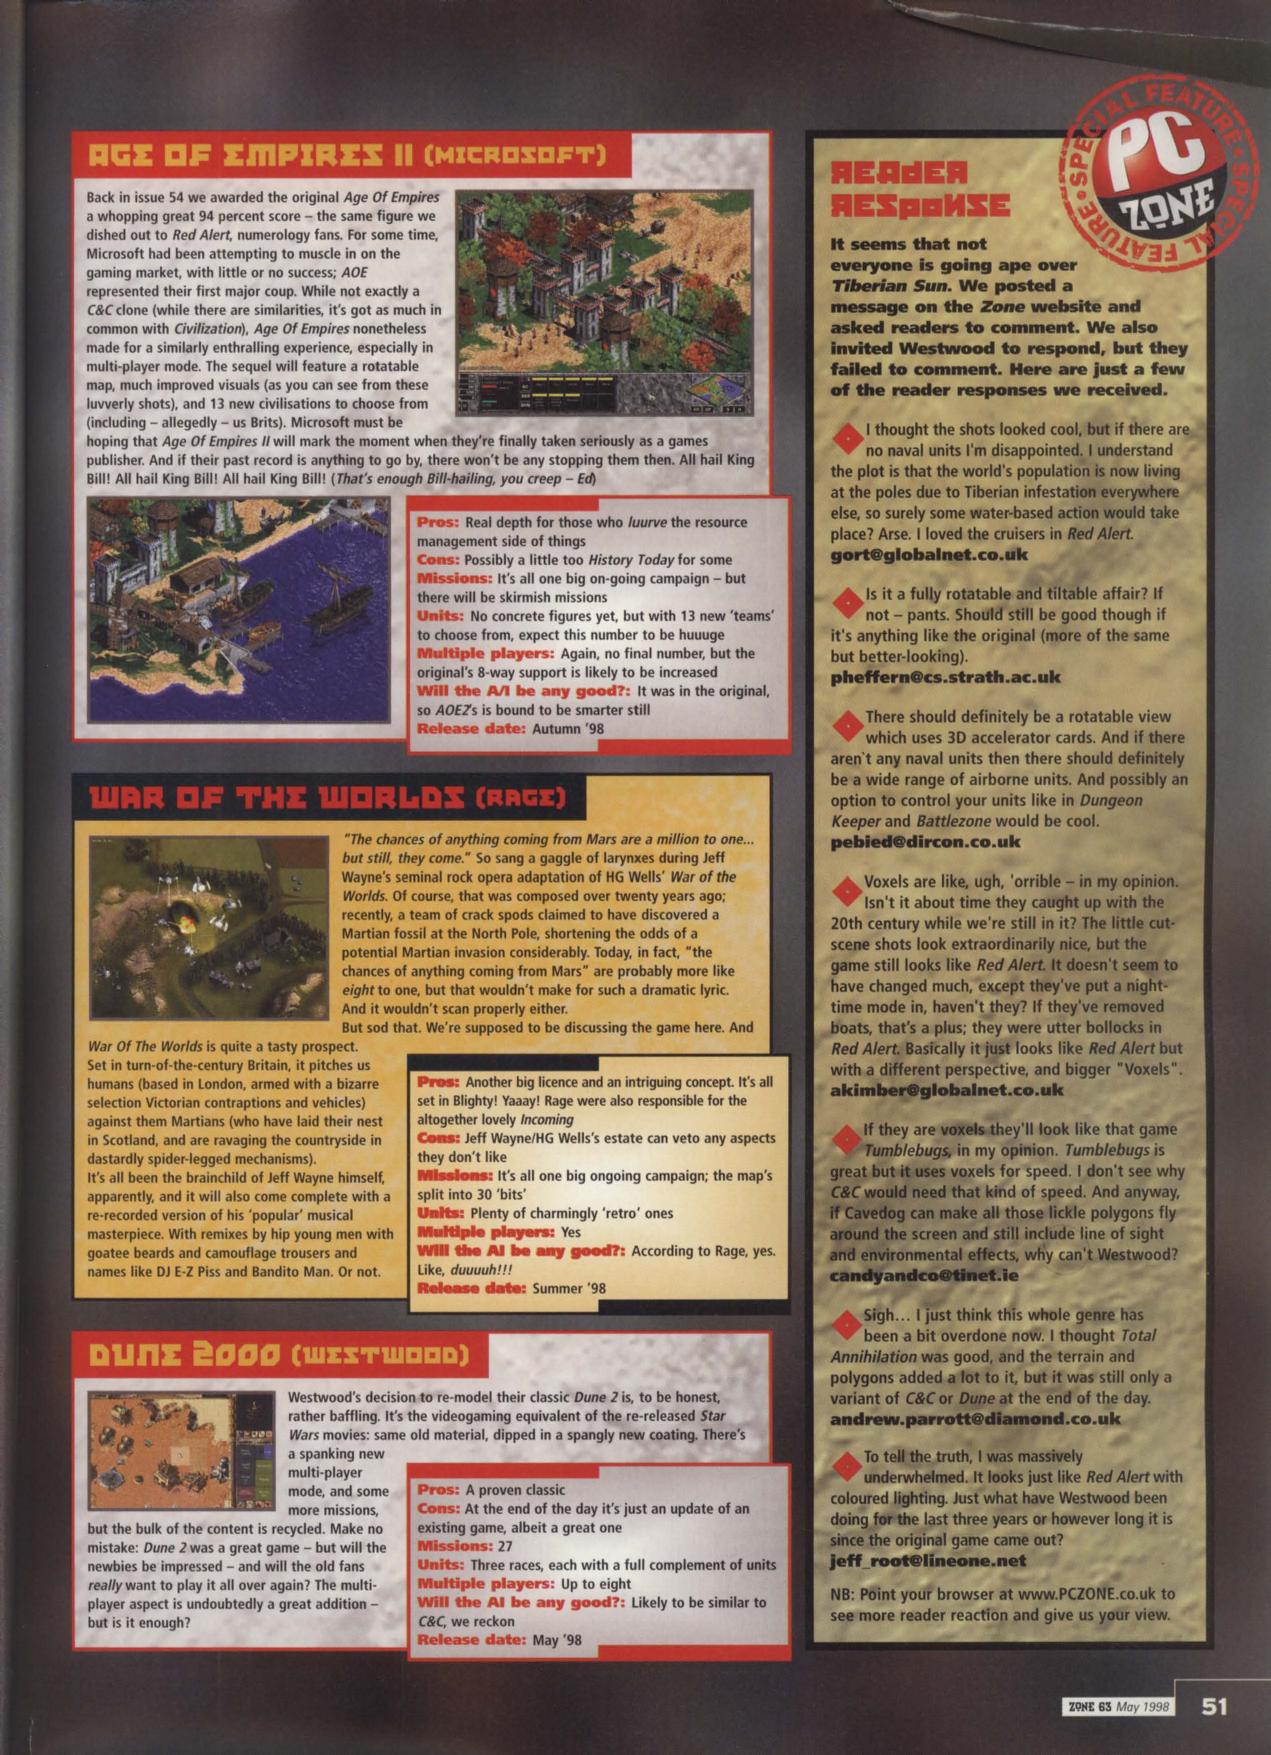 AGE OF EMPIRES II (MICROSOFT)
Back in issue 54 we awarded the original Age Of Empires
a whopping great 94 percent score – the same figure we
dished out to Red Alert, numerology fans. For some time,
Microsoft had been attempting to muscle in on the
gaming market, with little or no success; AOE
represented their first major coup. While not exactly a
C&C clone (while there are similarities, it's got as much in
common with Civilization), Age Of Empires nonetheless
made for a similarly enthralling experience, especially in
multi-player mode. The sequel will feature a rotatable
map, much improved visuals (as you can see from these
luvverly shots), and 13 new civilisations to choose from
(including – allegedly – us Brits). Microsoft must be
hoping that Age Of Empires II will mark the moment when they're finally taken seriously as a games
publisher. And if their past record is anything to go by, there won't be any stopping them then. All hail King
Bill! All hail King Bill! All hail King Bill! (That's enough Bill-hailing, you creep – Ed)
Pros: Real depth for those who luurve the resource
management side of things
Cons: Possibly a little too History Today for some
Missions: It's all one big on-going campaign – but
there will be skirmish missions
Units: No concrete figures yet, but with 13 new 'teams'
to choose from, expect this number to be huuuge
Multiple players: Again, no final number, but the
original's 8-way support is likely to be increased
Will the A/I be any good?: It was in the original,
so AOE2's is bound to be smarter still
Release date: Autumn '98
WAR OF THE WORLDS (RAGE)
"The chances of anything coming from Mars are a million to one...
but still, they come." So sang a gaggle of larynxes during Jeff
Wayne's seminal rock opera adaptation of HG Wells' War of the
Worlds. Of course, that was composed over twenty years ago;
recently, a team of crack spods claimed to have discovered a
Martian fossil at the North Pole, shortening the odds of a
potential Martian invasion considerably. Today, in fact, "the
chances of anything coming from Mars" are probably more like
eight to one, but that wouldn't make for such a dramatic lyric.
And it wouldn't scan properly either.
But sod that. We're supposed to be discussing the game here. And
War Of The Worlds is quite a tasty prospect.
Set in turn-of-the-century Britain, it pitches us
humans (based in London, armed with a bizarre
selection Victorian contraptions and vehicles)
against them Martians (who have laid their nest
in Scotland, and are ravaging the countryside in
dastardly spider-legged mechanisms).
It's all been the brainchild of Jeff Wayne himself,
apparently, and it will also come complete with a
re-recorded version of his 'popular' musical
masterpiece. With remixes by hip young men with
goatee beards and camouflage trousers and
names like DJ E-Z Piss and Bandito Man. Or not.
Pros: Another big licence and an intriguing concept. It's all
set in Blighty! Yaaay! Rage were also responsible for the
altogether lovely Incoming
Cons: Jeff Wayne/HG Wells's estate can veto any aspects
they don't like
Missions: It's all one big ongoing campaign; the map's
split into 30 'bits'
Units: Plenty of charmingly 'retro' ones
Multiple players: Yes
Will the AI be any good?: According to Rage, yes.
Like, duuuuh!!!
Release date: Summer '98
DUNE 2000 (WESTWOOD)
Westwood's decision to re-model their classic Dune 2 is, to be honest,
rather baffling. It's the videogaming equivalent of the re-released Star
Wars movies: same old material, dipped in a spangly new coating. There's
a spanking new
multi-player
mode, and some
more missions,
but the bulk of the content is recycled. Make no
mistake: Dune 2 was a great game – but will the
newbies be impressed – and will the old fans
really want to play it all over again? The multi-
player aspect is undoubtedly a great addition –
but is it enough?
Pros: A proven classic
Cons: At the end of the day it's just an update of an
existing game, albeit a great one
Missions: 27
Units: Three races, each with a full complement of units
Multiple players: Up to eight
Will the AI be any good?: Likely to be similar to
C&C, we reckon
Release date: May '98
SPECIAL FEATURE • SPECIAL FEATURE •
PC
ZONE
READER
RESPONSE
It seems that not
everyone is going ape over
Tiberian Sun. We posted a
message on the Zone website and
asked readers to comment. We also
invited Westwood to respond, but they
failed to comment. Here are just a few
of the reader responses we received.
I thought the shots looked cool, but if there are
no naval units I'm disappointed. I understand
the plot is that the world's population is now living
at the poles due to Tiberian infestation everywhere
else, so surely some water-based action would take
place? Arse. I loved the cruisers in Red Alert.
gort@globalnet.co.uk
Is it a fully rotatable and tiltable affair? If
not – pants. Should still be good though if
it's anything like the original (more of the same
but better-looking).
pheffern@cs.strath.ac.uk
There should definitely be a rotatable view
which uses 3D accelerator cards. And if there
aren't any naval units then there should definitely
be a wide range of airborne units. And possibly an
option to control your units like in Dungeon
Keeper and Battlezone would be cool.
pebied@dircon.co.uk
Voxels are like, ugh, 'orrible – in my opinion.
Isn't it about time they caught up with the
20th century while we're still in it? The little cut-
scene shots look extraordinarily nice, but the
game still looks like Red Alert. It doesn't seem to
have changed much, except they've put a night-
time mode in, haven't they? If they've removed
boats, that's a plus; they were utter bollocks in
Red Alert. Basically it just looks like Red Alert but
with a different perspective, and bigger "Voxels".
akimber@globalnet.co.uk
If they are voxels they'll look like that game
Tumblebugs, in my opinion. Tumblebugs is
great but it uses voxels for speed. I don't see why
C&C would need that kind of speed. And anyway,
if Cavedog can make all those lickle polygons fly
around the screen and still include line of sight
and environmental effects, why can't Westwood?
candyandco@tinet.ie
Sigh... I just think this whole genre has
been a bit overdone now. I thought Total
Annihilation was good, and the terrain and
polygons added a lot to it, but it was still only a
variant of C&C or Dune at the end of the day.
andrew.parrott@diamond.co.uk
To tell the truth, I was massively
underwhelmed. It looks just like Red Alert with
coloured lighting. Just what have Westwood been
doing for the last three years or however long it is
since the original game came out?
jeff_root@lineone.net
NB: Point your browser at www.PCZONE.co.uk to
see more reader reaction and give us your view.
ZONE 63 May 1998
51